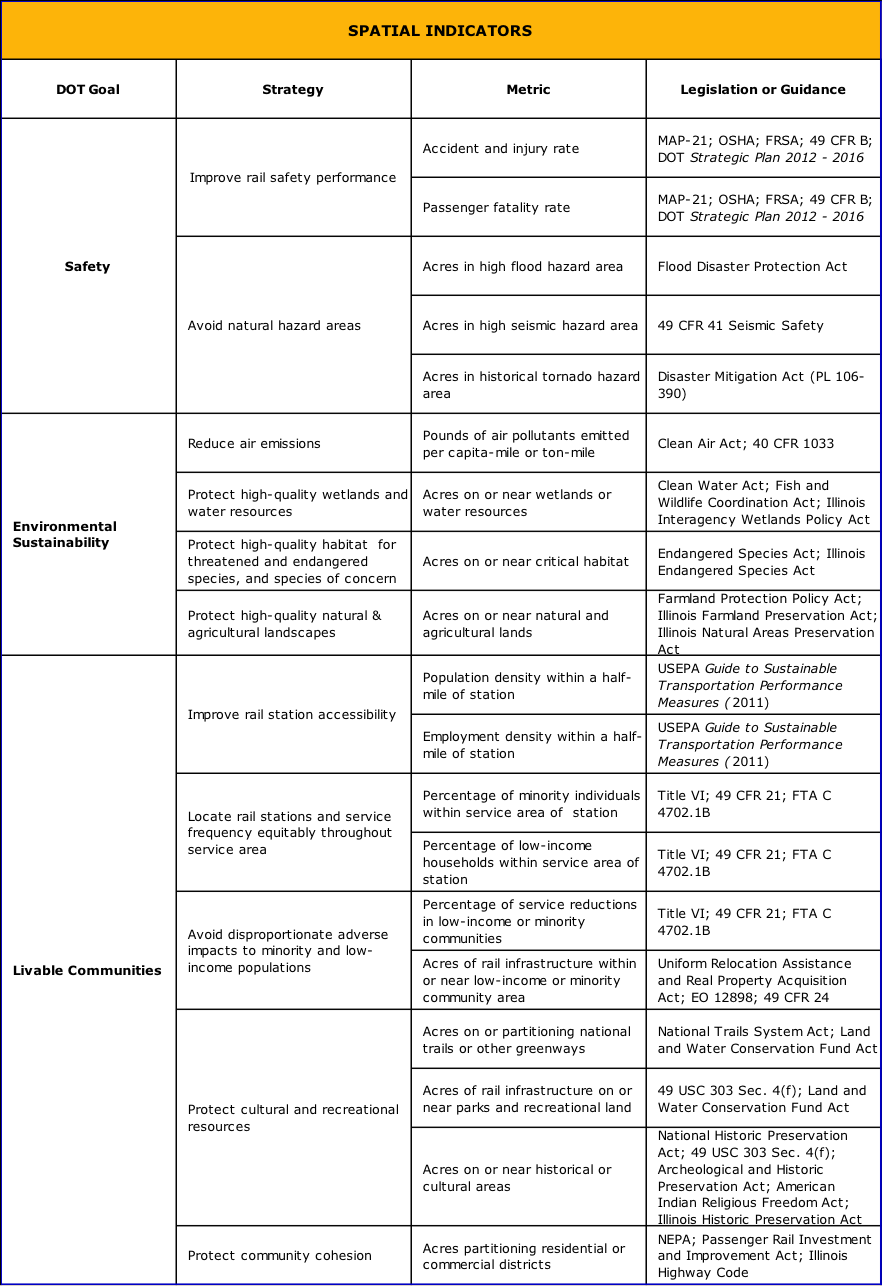 SPATIAL INDICATORS
DOT Goal
Strategy
Metric
Legislation or Guidance
Safety
Improve rail safety performance
Accident and injury rate
MAP-21; OSHA; FRSA; 49 CFR B;
DOT Strategic Plan 2012 - 2016
Passenger fatality rate
MAP-21; OSHA; FRSA; 49 CFR B;
DOT Strategic Plan 2012 - 2016
Avoid natural hazard areas
Acres in high flood hazard area
Flood Disaster Protection Act
Acres in high seismic hazard area
49 CFR 41 Seismic Safety
Acres in historical tornado hazard
area
Disaster Mitigation Act (PL 106-
390)
Environmental
Sustainability
Reduce air emissions
Pounds of air pollutants emitted
per capita-mile or ton-mile
Clean Air Act; 40 CFR 1033
Protect high-quality wetlands and
water resources
Acres on or near wetlands or
water resources
Clean Water Act; Fish and
Wildlife Coordination Act; Illinois
Interagency Wetlands Policy Act
Protect high-quality habitat  for
threatened and endangered
species, and species of concern
Acres on or near critical habitat
Endangered Species Act; Illinois
Endangered Species Act
Protect high-quality natural &
agricultural landscapes
Acres on or near natural and
agricultural lands
Farmland Protection Policy Act;
Illinois Farmland Preservation Act;
Illinois Natural Areas Preservation
Act
Livable Communities
Improve rail station accessibility
Population density within a half-
mile of station
USEPA Guide to Sustainable
Transportation Performance
Measures (2011)
Employment density within a half-
mile of station
USEPA Guide to Sustainable
Transportation Performance
Measures (2011)
Locate rail stations and service
frequency equitably throughout
service area
Percentage of minority individuals
within service area of  station
Title VI; 49 CFR 21; FTA C
4702.1B
Percentage of low-income
households within service area of
station
Title VI; 49 CFR 21; FTA C
4702.1B
Avoid disproportionate adverse
impacts to minority and low-
income populations
Percentage of service reductions
in low-income or minority
communities
Title VI; 49 CFR 21; FTA C
4702.1B
Acres of rail infrastructure within
or near low-income or minority
community area
Uniform Relocation Assistance
and Real Property Acquisition
Act; EO 12898; 49 CFR 24
Protect cultural and recreational
resources
Acres on or partitioning national
trails or other greenways
National Trails System Act; Land
and Water Conservation Fund Act
Acres of rail infrastructure on or
near parks and recreational land
49 USC 303 Sec. 4(f); Land and
Water Conservation Fund Act
Acres on or near historical or
cultural areas
National Historic Preservation
Act; 49 USC 303 Sec. 4(f);
Archeological and Historic
Preservation Act; American
Indian Religious Freedom Act;
Illinois Historic Preservation Act
Protect community cohesion
Acres partitioning residential or
commercial districts
NEPA; Passenger Rail Investment
and Improvement Act; Illinois
Highway Code